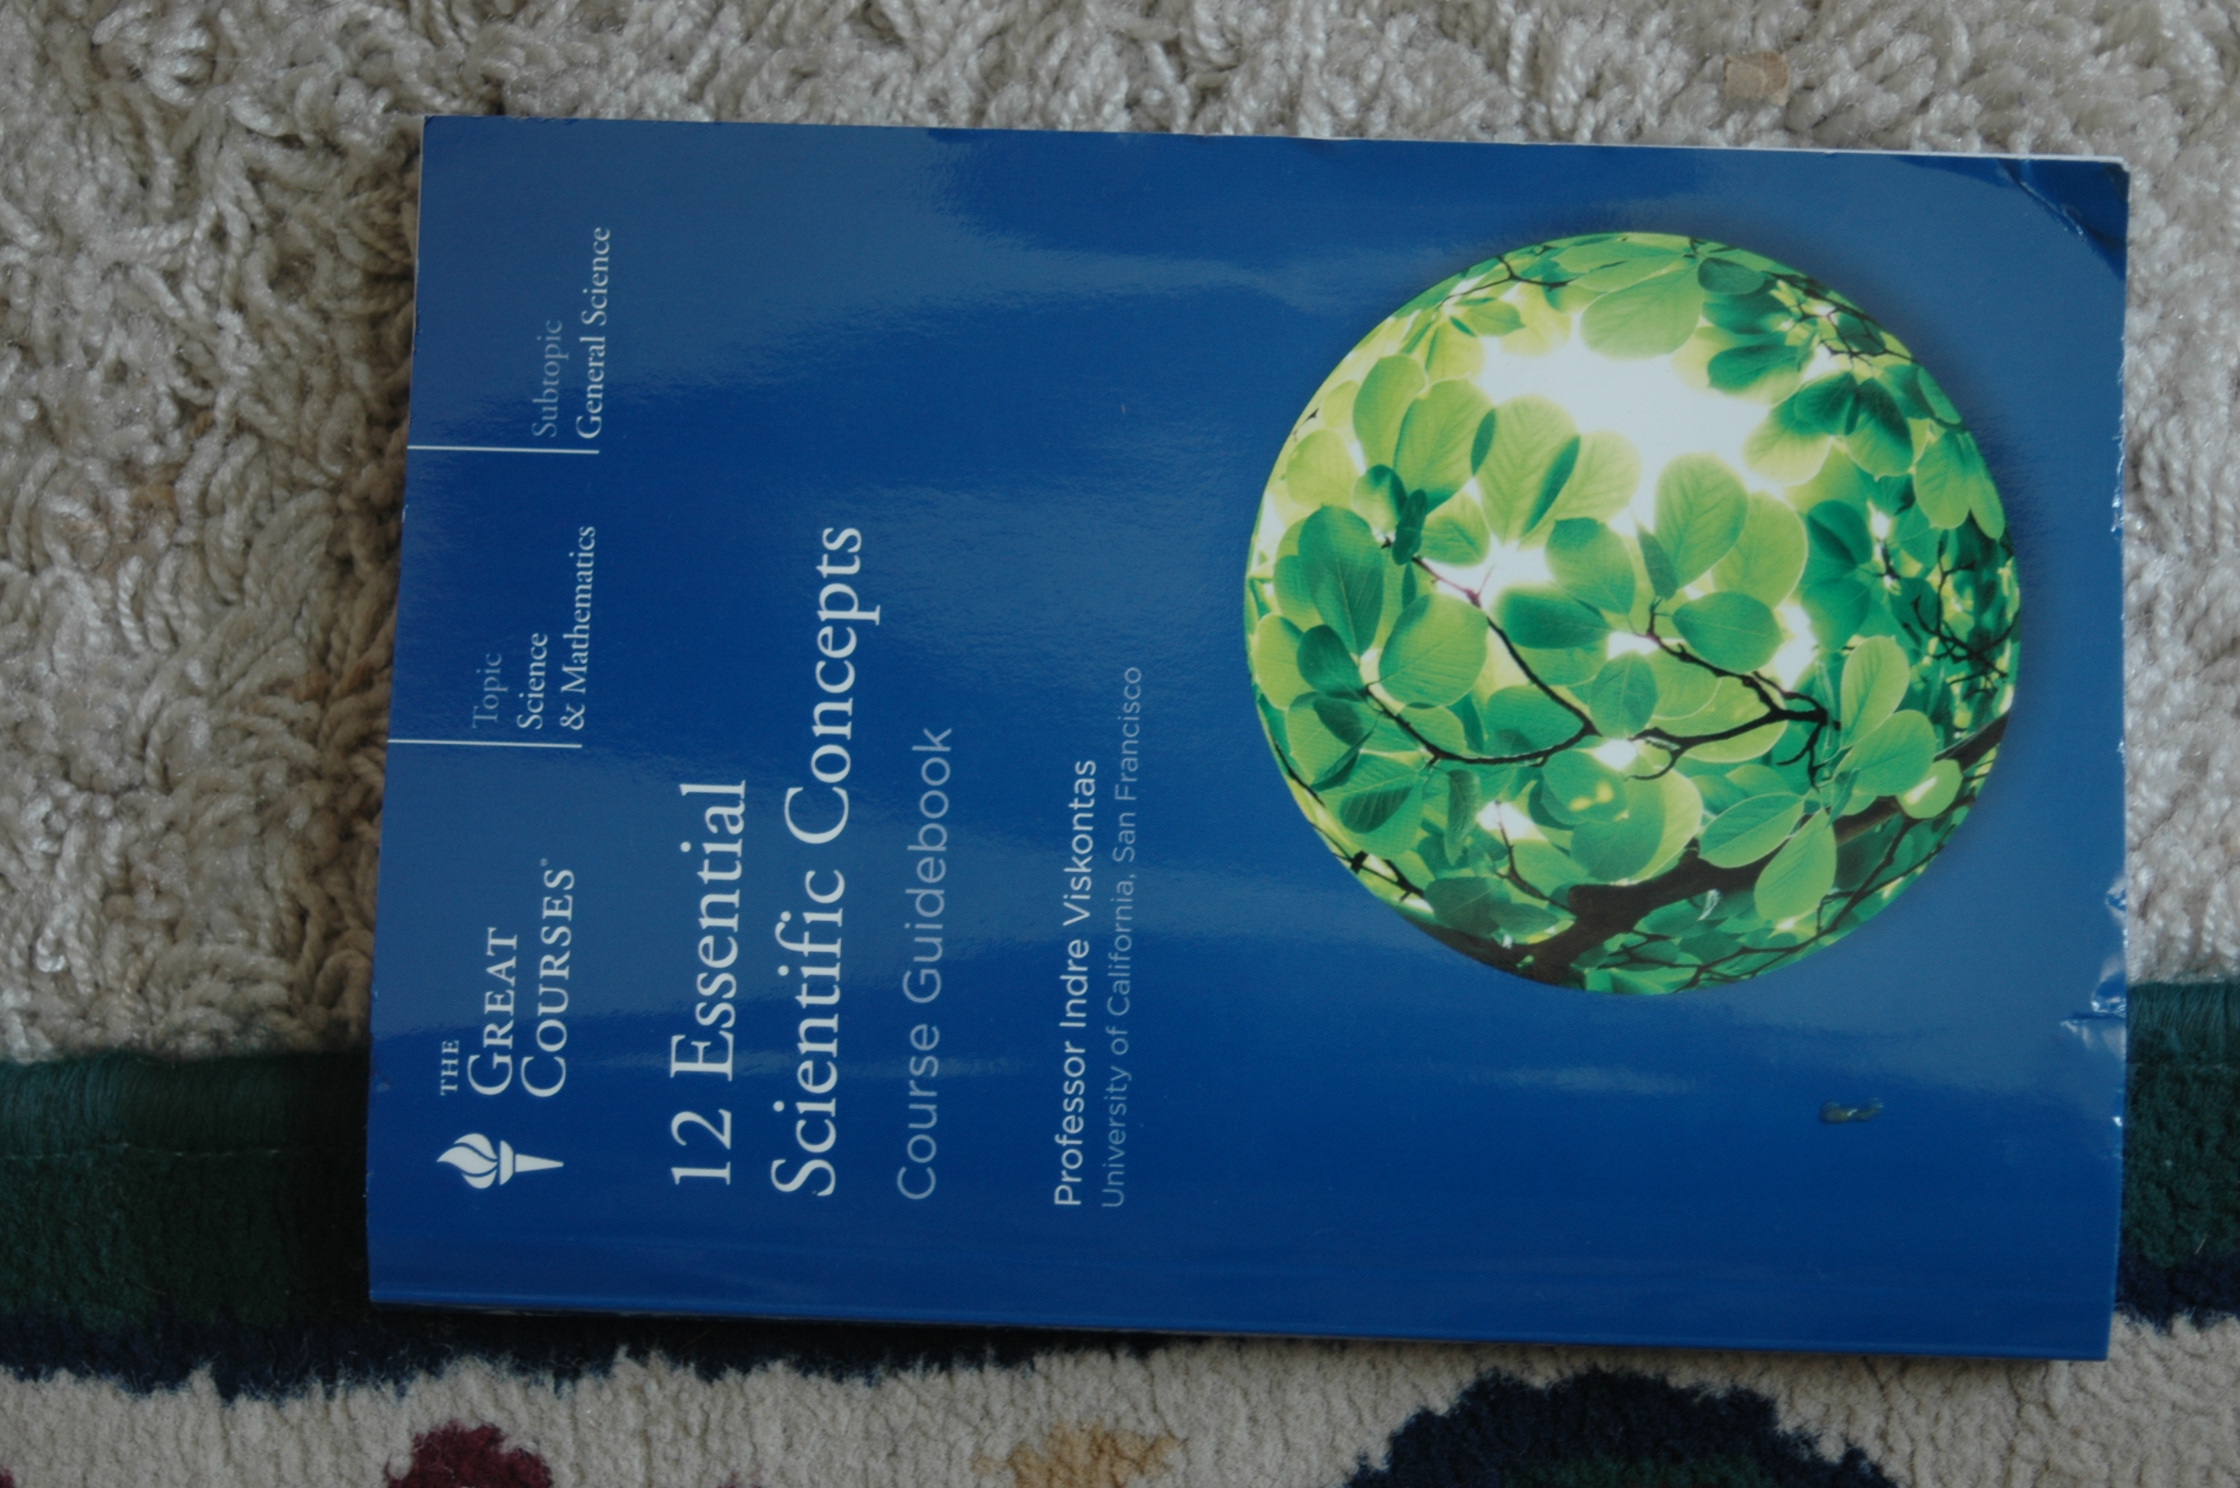 THE
GREAT
COURSES®
Topic
Science
& Mathematics
Subtopic
General Science
12 Essential
Scientific Concepts
Course Guidebook
Professor Indre Viskontas
University of California, San Francisco